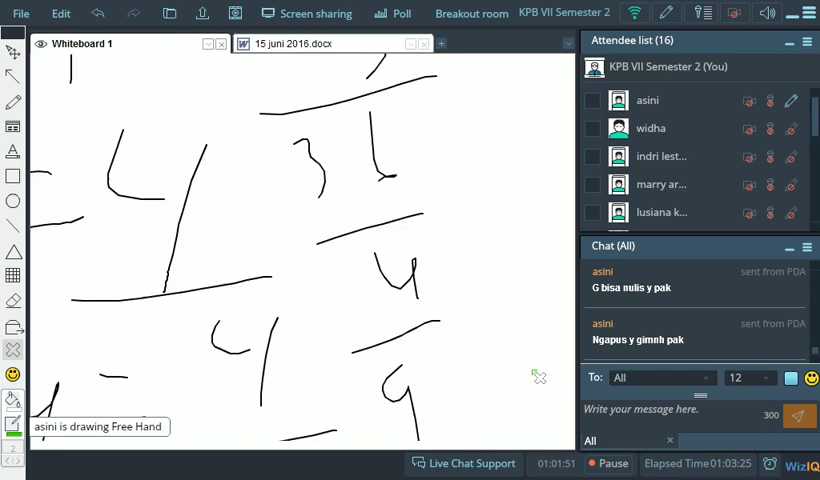 File Edit Screen sharing Poll Breakout room KPB VII Semester 2
Whiteboard 1 15 juni 2016.docx
Attendee list (16)
KPB VII Semester 2 (You)
asini
widha
indri lest...
marry ar...
lusiana k...
Chat (All)
asini sent from PDA
G bisa nulis y pak
asini sent from PDA
Ngapus y gimnh pak
To: All 12
Write your message here. 300
All
asini is drawing Free Hand
2
Live Chat Support 01:01:51 Pause Elapsed Time 01:03:25 WizIQ